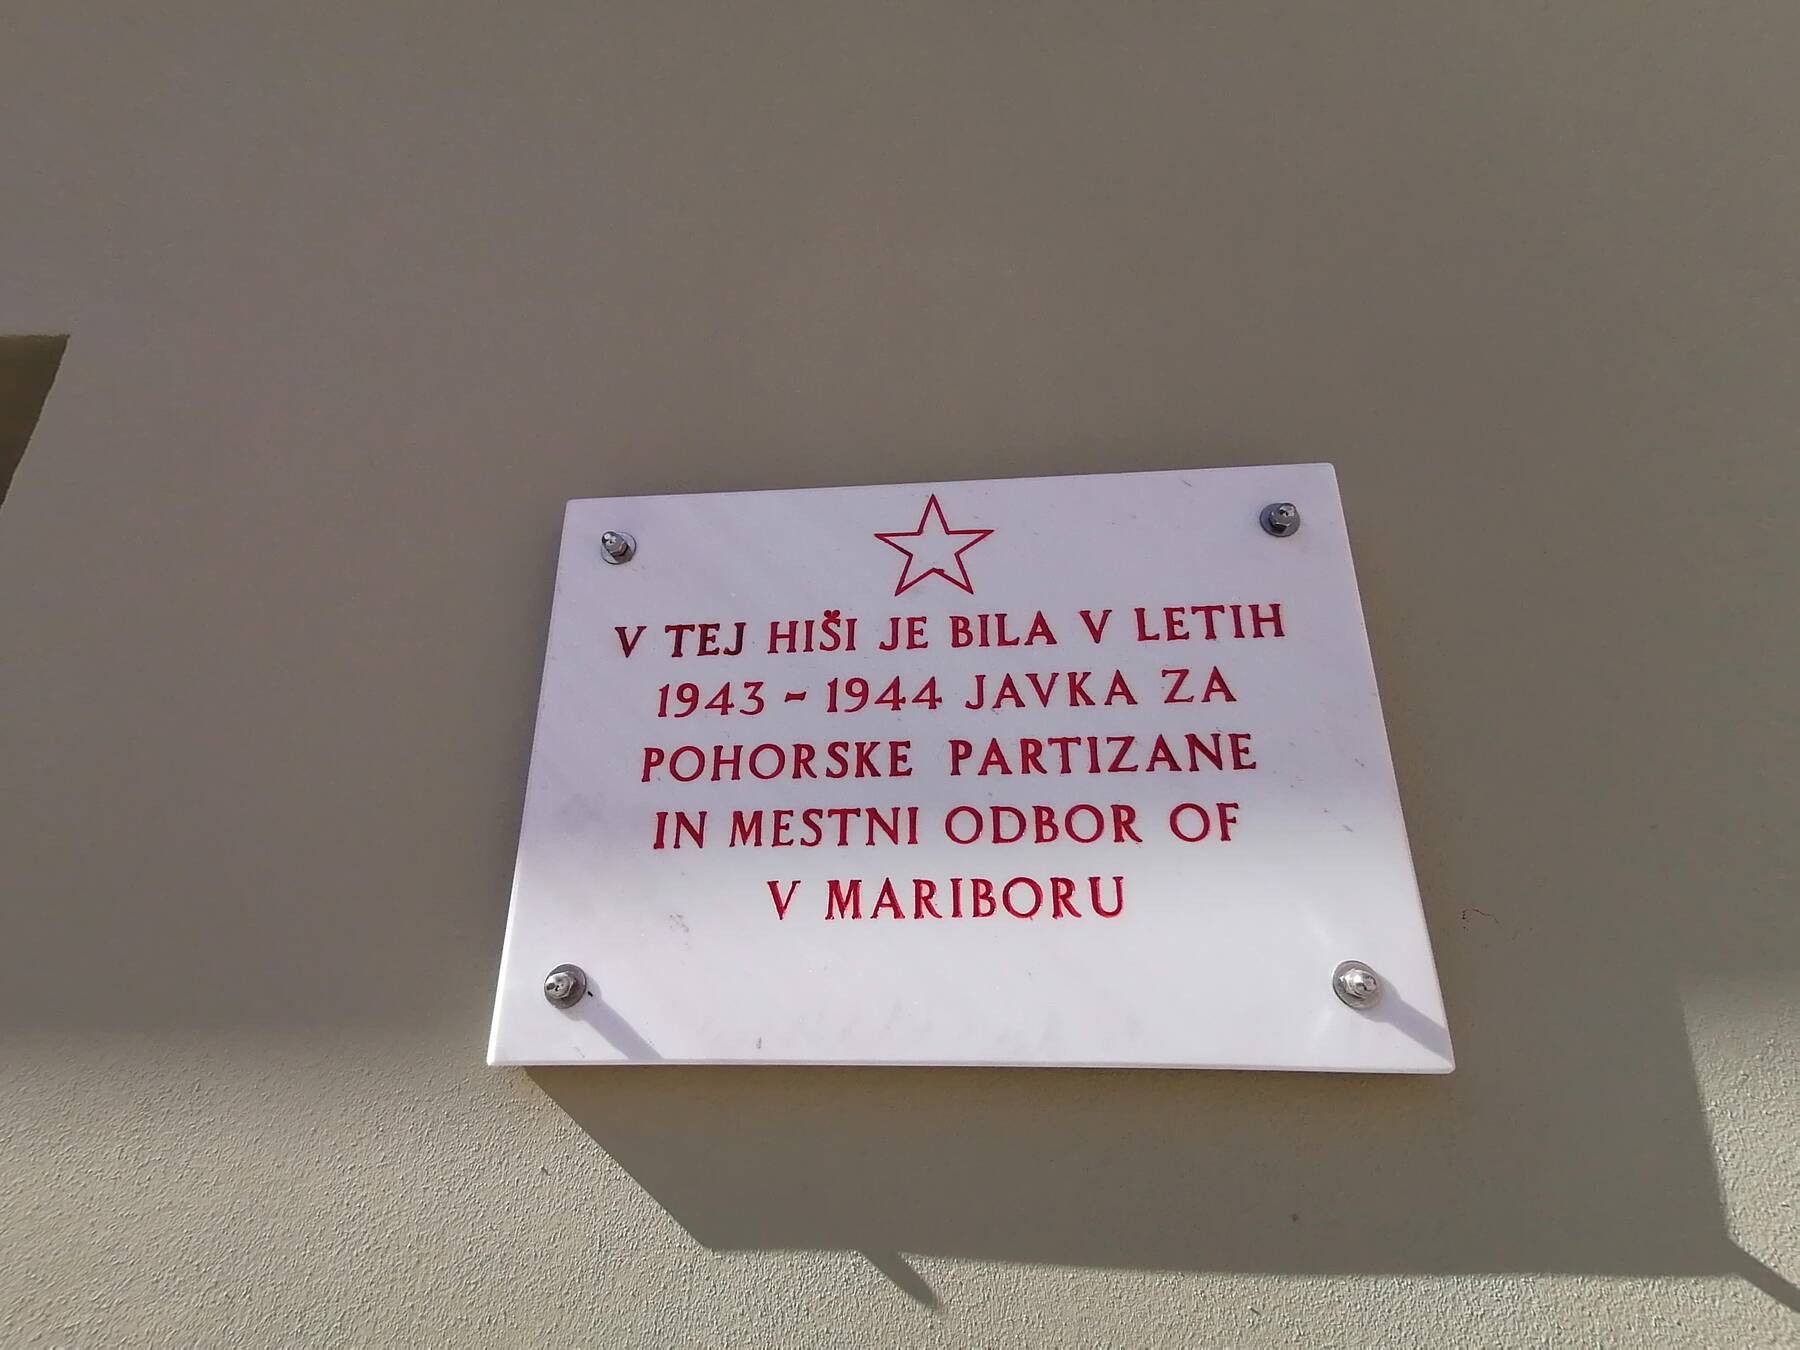 V TEJ HIŠI JE BILA V LETIH
1943 - 1944 JAVKA ZA
POHORSKE PARTIZANE
IN MESTNI ODBOR OF
V MARIBORU